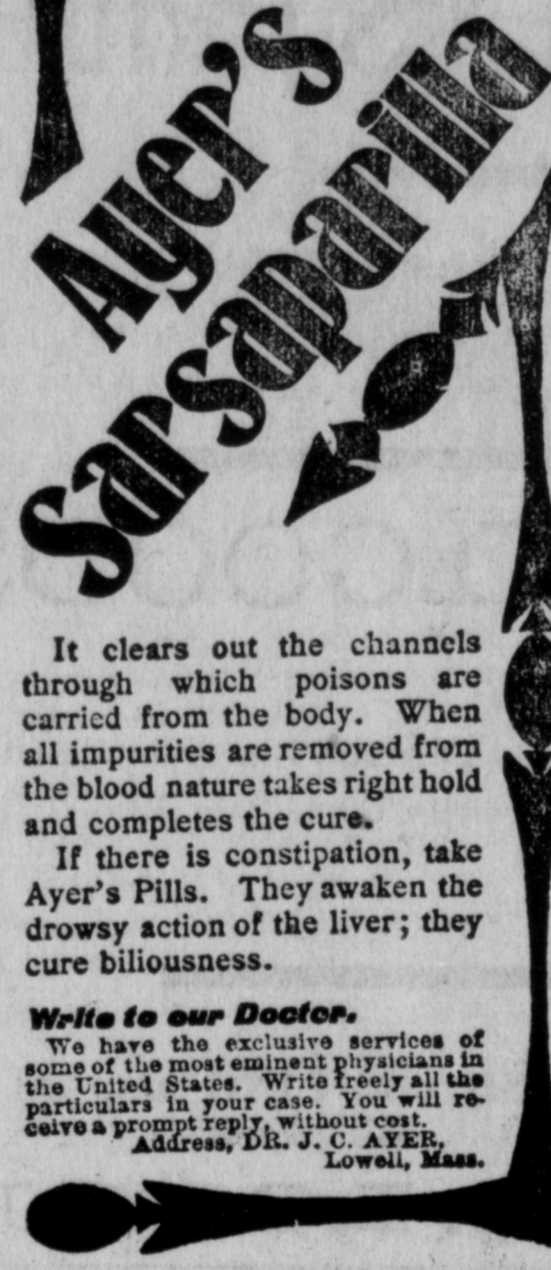 Ayer's
Sarsaparilla
It clears out the channels
through which poisons are
carried from the body. When
all impurities are removed from
the blood nature takes right hold
and completes the cure.
If there is constipation, take
Ayer's Pills. They awaken the
drowsy action of the liver; they
cure biliousness.
Write to our Doctor.
We have the exclusive services of
some of the most eminent physicians in
the United States. Write freely all the
particulars in your case. You will re-
ceive a prompt reply, without cost.
Address, DR. J. C. AYER,
Lowell, Mass.